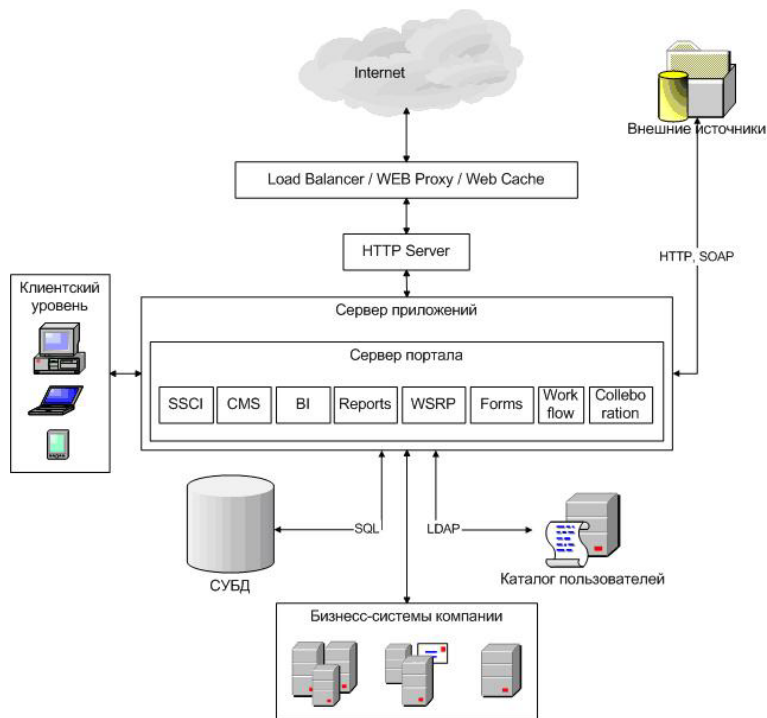 Internet
Внешние источники
Load Balancer / WEB Proxy / Web Cache
HTTP Server
HTTP, SOAP
Клиентский
уровень
Сервер приложений
Сервер портала
SSCI
CMS
BI
Reports
WSRP
Forms
Work
flow
Collebo
ration
SQL
LDAP
СУБД
Каталог пользователей
Бизнесс-системы компании